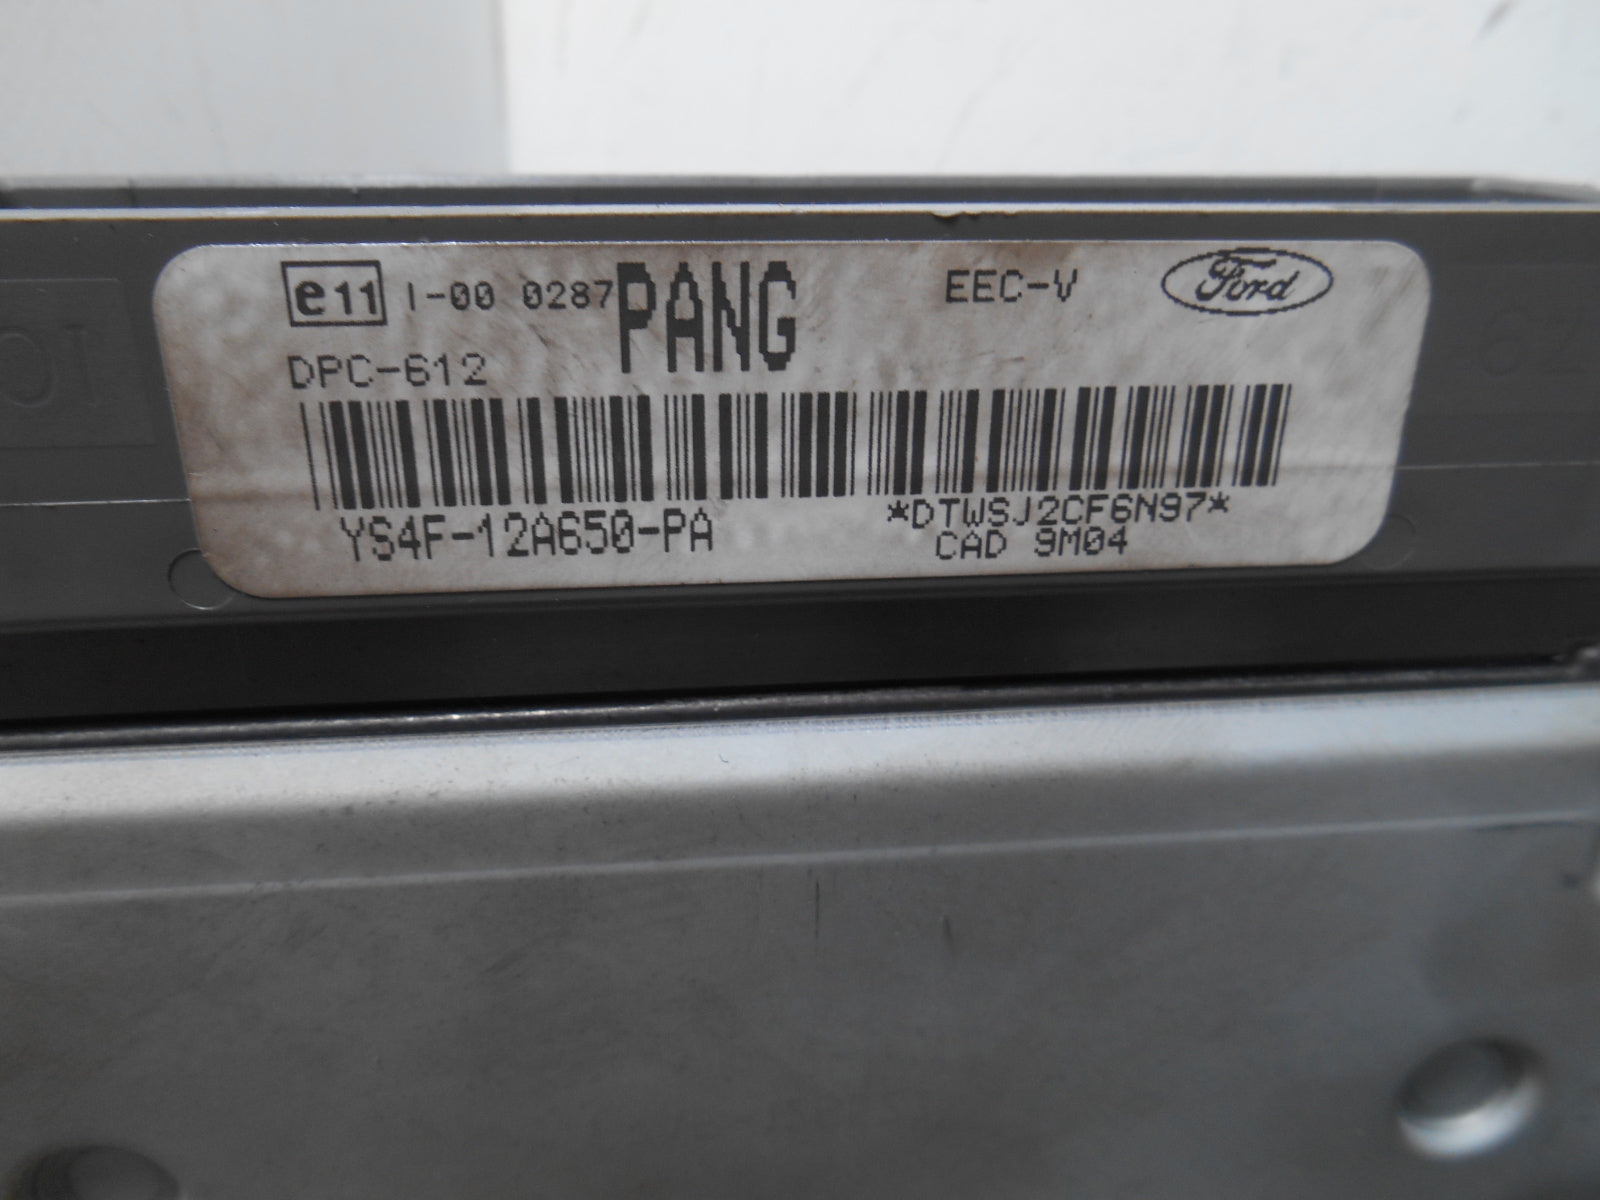 e11 I-00 0287 PANG EEC-V Ford
DPC-612
YS4F-12A650-PA *DTWSJ2CF6N97*
CAD 9M04